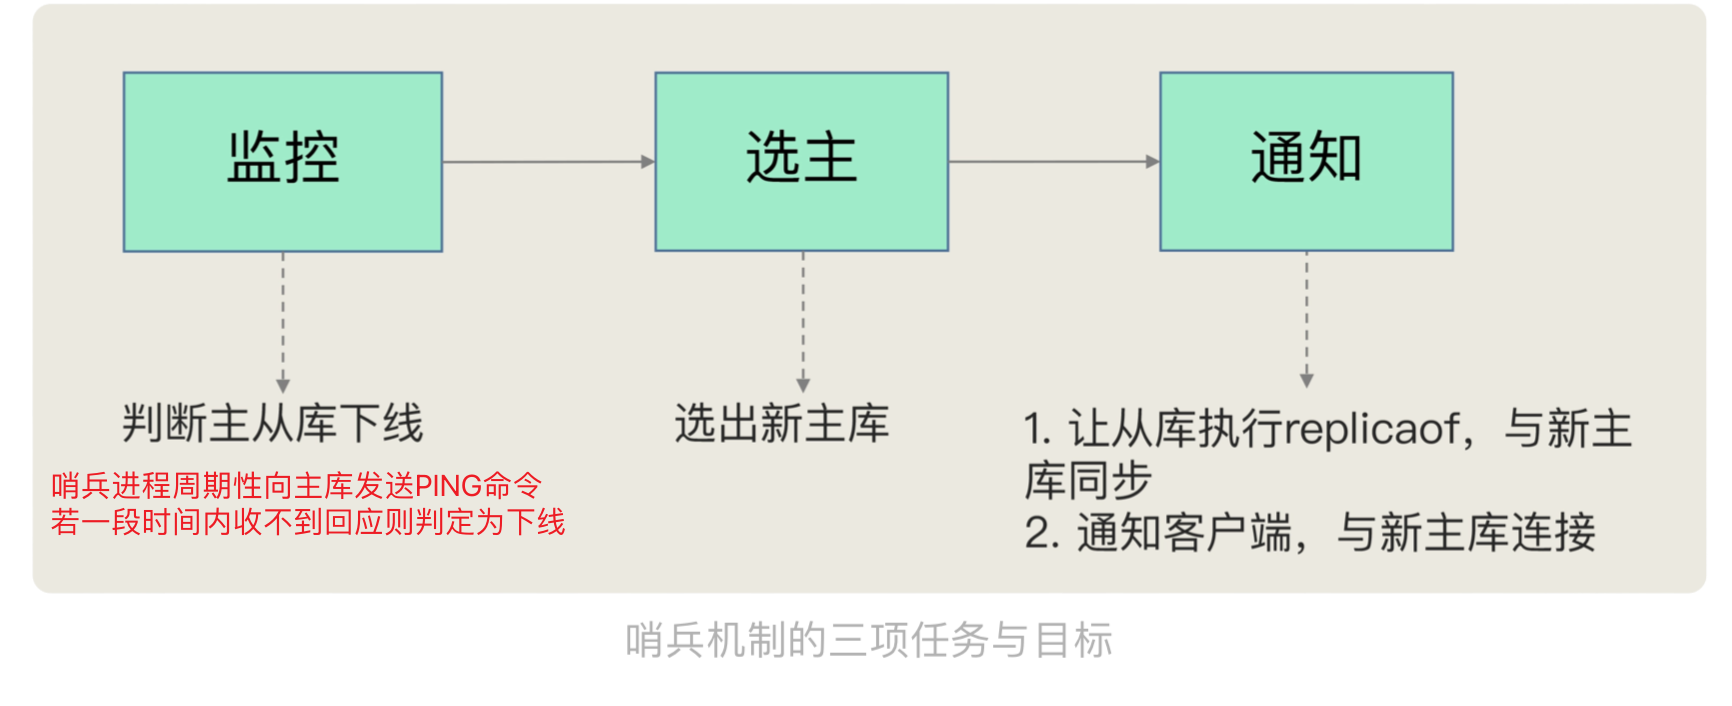 监控
选主
通知
判断主从库下线
哨兵进程周期性向主库发送PING命令
若一段时间内收不到回应则判定为下线
选出新主库
1. 让从库执行replicaof，与新主
库同步
2. 通知客户端，与新主库连接
哨兵机制的三项任务与目标